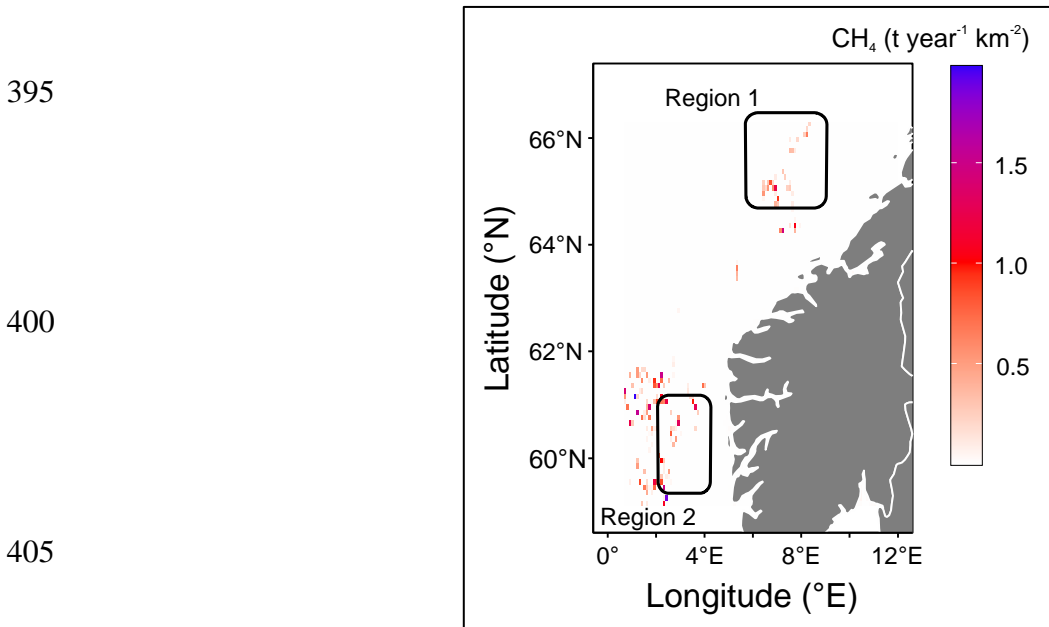 CH₄ (t year⁻¹ km⁻²)
395
Region 1
66°N
1.5
64°N
1.0
400
62°N
0.5
60°N
Region 2
405
0° 4°E 8°E 12°E
Longitude (°E)
Latitude (°N)